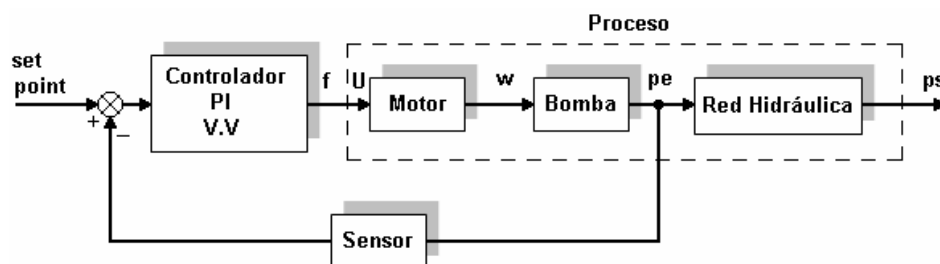 Proceso
set
point
+
−
Controlador
PI
V.V
f
U
Motor
w
Bomba
pe
Red Hidráulica
ps
Sensor